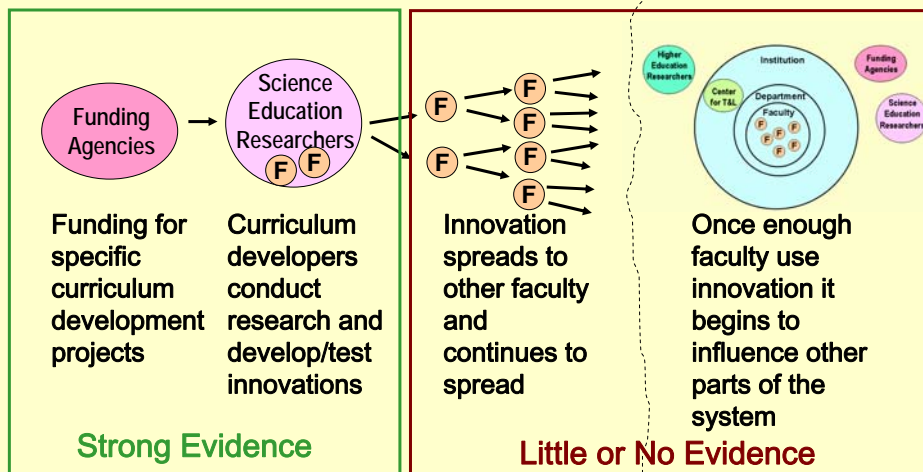 Funding
Agencies
Science
Education
Researchers
F F
F
F
F
F
F
F
Higher
Education
Researchers
Institution
Center
for T&L
Department
Faculty
F
F
F
F
F
F
Funding
Agencies
Science
Education
Researchers
Funding for
specific
curriculum
development
projects
Curriculum
developers
conduct
research and
develop/test
innovations
Innovation
spreads to
other faculty
and
continues to
spread
Once enough
faculty use
innovation it
begins to
influence other
parts of the
system
Strong Evidence
Little or No Evidence